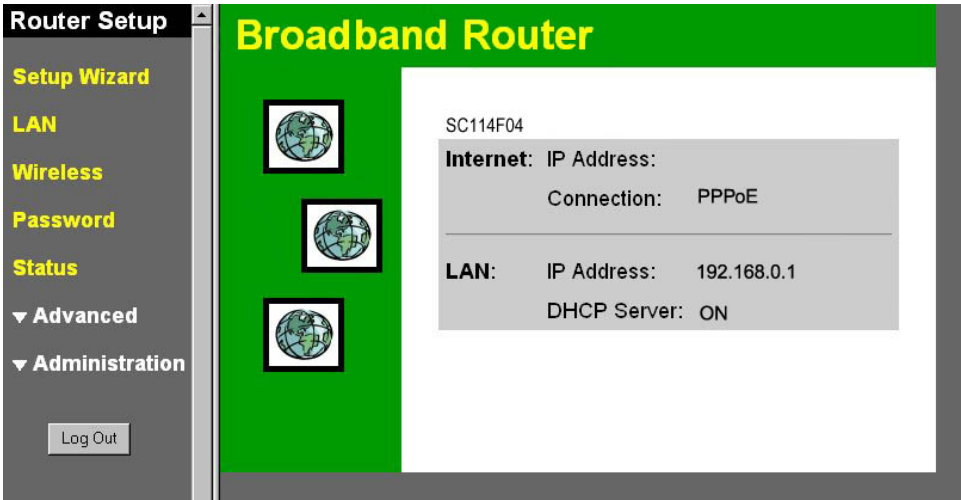 Router Setup
Setup Wizard
LAN
Wireless
Password
Status
Advanced
Administration
Log Out
Broadband Router
SC114F04
Internet: IP Address:
Connection: PPPoE
LAN: IP Address: 192.168.0.1
DHCP Server: ON